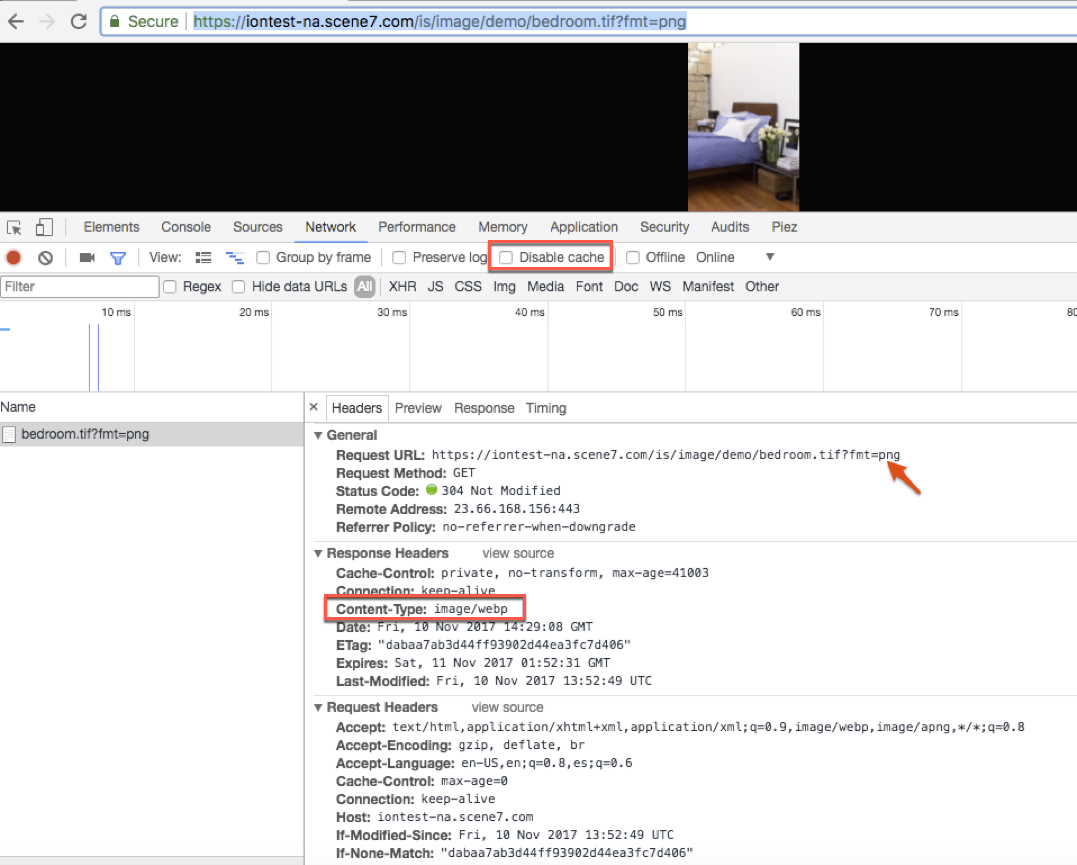 Secure https://iontest-na.scene7.com/is/image/demo/bedroom.tif?fmt=png
Elements Console Sources Network Performance Memory Application Security Audits Piez
View: Group by frame Preserve log Disable cache Offline Online
Filter Regex Hide data URLs All XHR JS CSS Img Media Font Doc WS Manifest Other
10 ms 20 ms 30 ms 40 ms 50 ms 60 ms 70 ms 80
Name
bedroom.tif?fmt=png
× Headers Preview Response Timing
General
Request URL: https://iontest-na.scene7.com/is/image/demo/bedroom.tif?fmt=png
Request Method: GET
Status Code: 304 Not Modified
Remote Address: 23.66.168.156:443
Referrer Policy: no-referrer-when-downgrade
Response Headers view source
Cache-Control: private, no-transform, max-age=41003
Connection: keep-alive
Content-Type: image/webp
Date: Fri, 10 Nov 2017 14:29:08 GMT
ETag: "dabaa7ab3d44ff93902d44ea3fc7d406"
Expires: Sat, 11 Nov 2017 01:52:31 GMT
Last-Modified: Fri, 10 Nov 2017 13:52:49 UTC
Request Headers view source
Accept: text/html,application/xhtml+xml,application/xml;q=0.9,image/webp,image/apng,*/*;q=0.8
Accept-Encoding: gzip, deflate, br
Accept-Language: en-US,en;q=0.8,es;q=0.6
Cache-Control: max-age=0
Connection: keep-alive
Host: iontest-na.scene7.com
If-Modified-Since: Fri, 10 Nov 2017 13:52:49 UTC
If-None-Match: "dabaa7ab3d44ff93902d44ea3fc7d406"